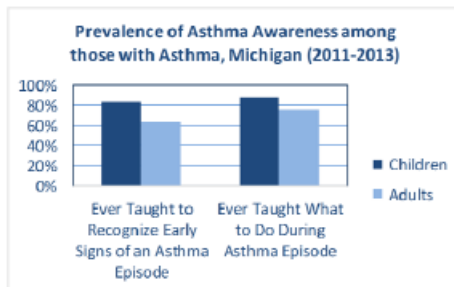 Prevalence of Asthma Awareness among
those with Asthma, Michigan (2011-2013)
100%
80%
60%
40%
20%
0%
Children
Adults
Ever Taught to
Recognize Early
Signs of an Asthma
Episode
Ever Taught What
to Do During
Asthma Episode